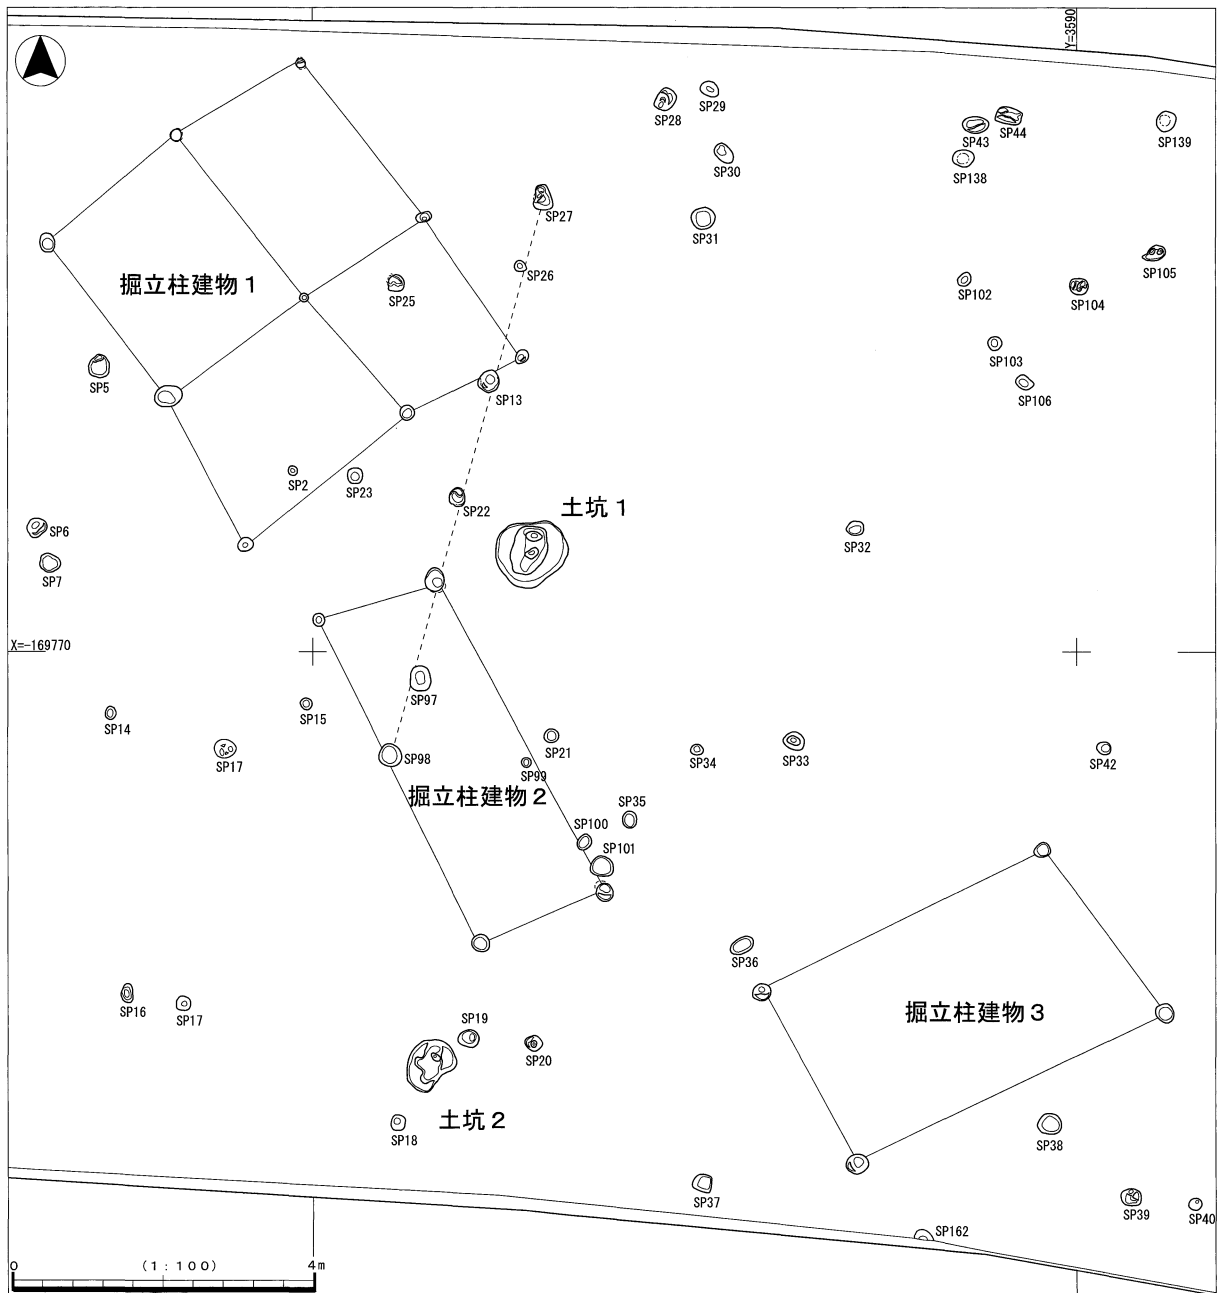 Y=3590
SP29
SP28
SP43
SP44
SP139
SP30
SP138
SP27
SP31
SP26
SP105
掘立柱建物1
SP25
SP102
SP104
SP103
SP5
SP13
SP106
SP2
SP23
SP22
土坑1
SP6
SP32
SP7
X=-169770
SP97
SP14
SP15
SP17
SP98
SP21
SP99
SP34
SP33
SP42
掘立柱建物2
SP35
SP100
SP101
SP36
SP16
SP17
掘立柱建物3
SP19
SP20
土坑2
SP18
SP38
SP37
SP39
SP40
SP162
0 (1:100) 4m